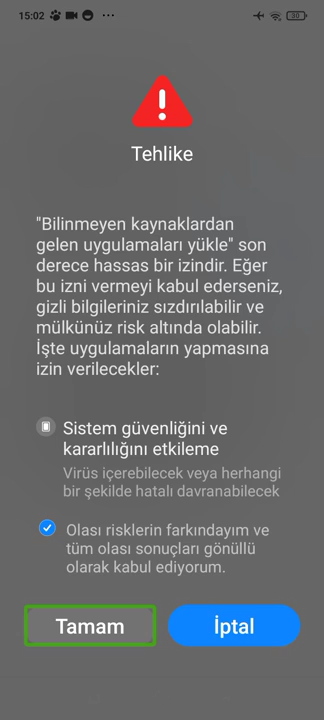 15:02
30
Tehlike
"Bilinmeyen kaynaklardan
gelen uygulamaları yükle" son
derece hassas bir izindir. Eğer
bu izni vermeyi kabul ederseniz,
gizli bilgileriniz sızdırılabilir ve
mülkünüz risk altında olabilir.
İşte uygulamaların yapmasına
izin verilecekler:
Sistem güvenliğini ve
kararlılığını etkileme
Virüs içerebilecek veya herhangi
bir şekilde hatalı davranabilecek
Olası risklerin farkındayım ve
tüm olası sonuçları gönüllü
olarak kabul ediyorum.
Tamam İptal